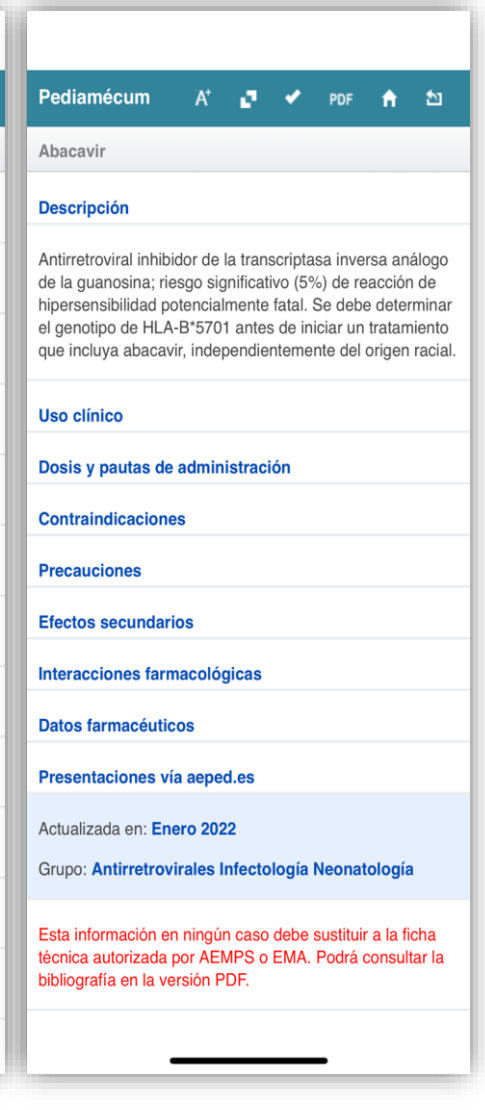 Pediamécum A+ PDF
Abacavir
Descripción
Antirretroviral inhibidor de la transcriptasa inversa análogo
de la guanosina; riesgo significativo (5%) de reacción de
hipersensibilidad potencialmente fatal. Se debe determinar
el genotipo de HLA-B*5701 antes de iniciar un tratamiento
que incluya abacavir, independientemente del origen racial.
Uso clínico
Dosis y pautas de administración
Contraindicaciones
Precauciones
Efectos secundarios
Interacciones farmacológicas
Datos farmacéuticos
Presentaciones vía aeped.es
Actualizada en: Enero 2022
Grupo: Antirretrovirales Infectología Neonatología
Esta información en ningún caso debe sustituir a la ficha
técnica autorizada por AEMPS o EMA. Podrá consultar la
bibliografía en la versión PDF.